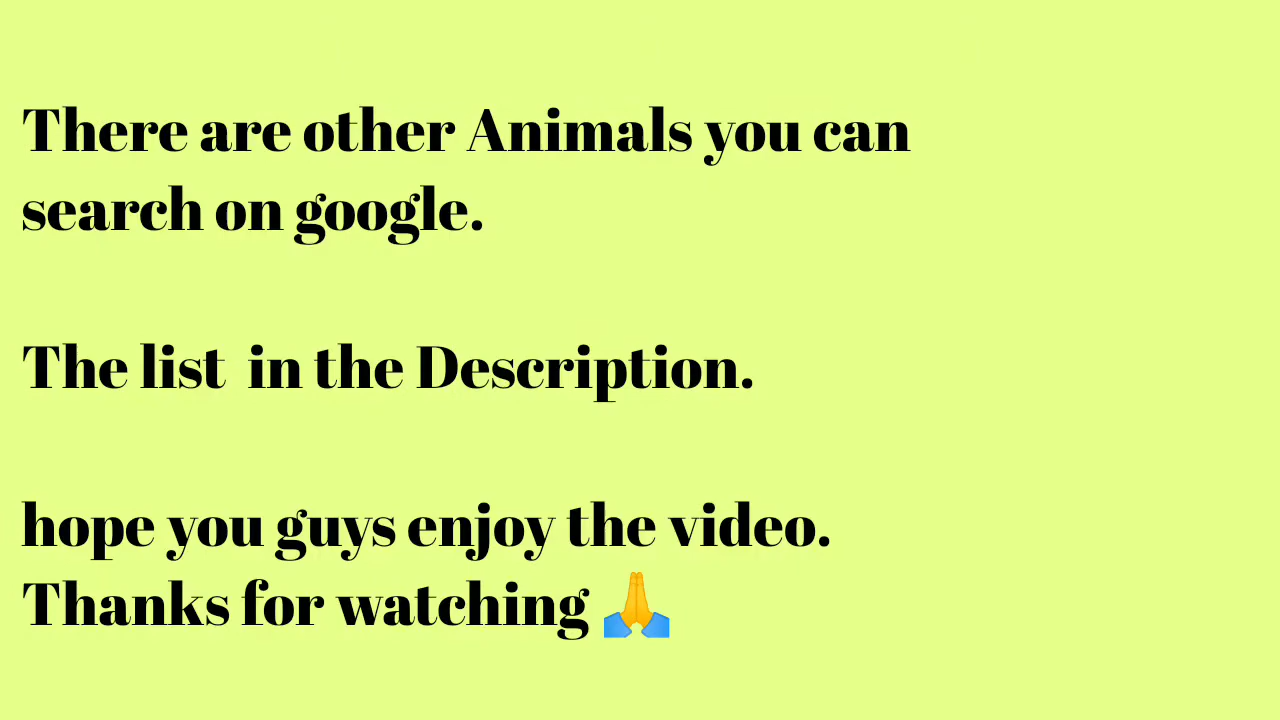 There are other Animals you can
search on google.
The list  in the Description.
hope you guys enjoy the video.
Thanks for watching 🙏